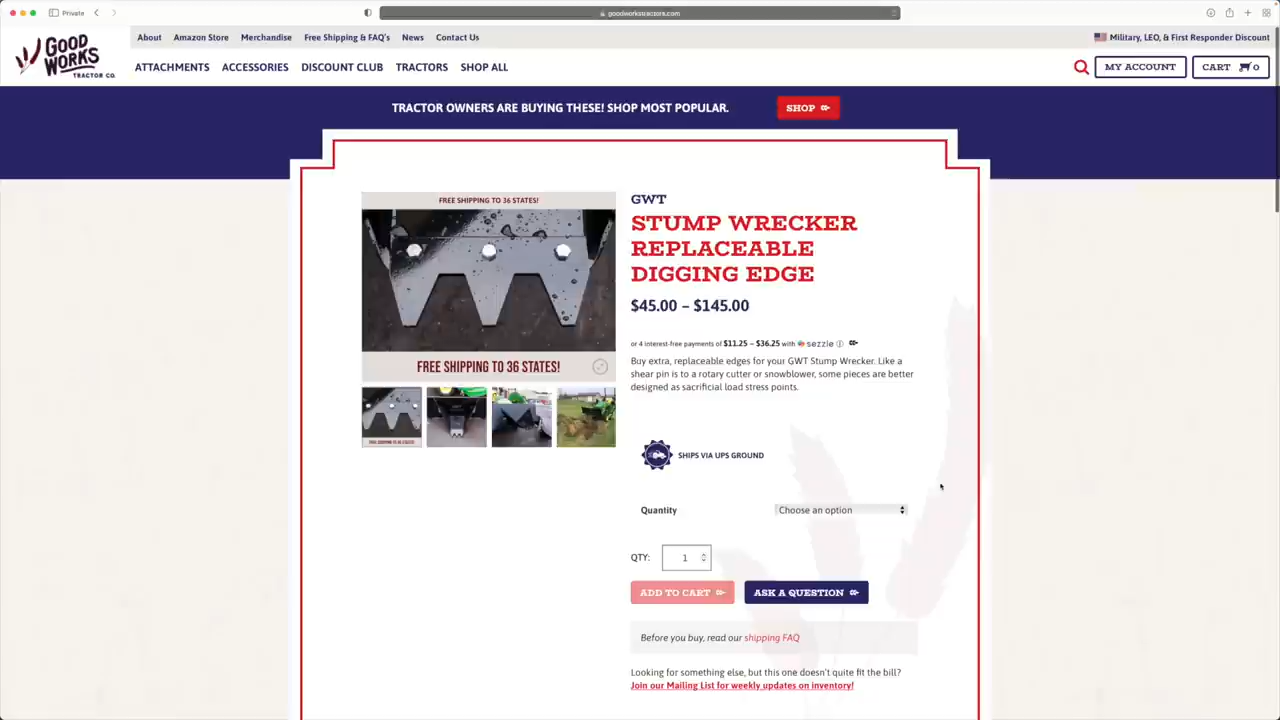 Private
goodworkstractors.com
GOOD
WORKS
TRACTOR CO.
About Amazon Store Merchandise Free Shipping & FAQ's News Contact Us
Military, LEO, & First Responder Discount
ATTACHMENTS ACCESSORIES DISCOUNT CLUB TRACTORS SHOP ALL
MY ACCOUNT
CART 0
TRACTOR OWNERS ARE BUYING THESE! SHOP MOST POPULAR.
SHOP
FREE SHIPPING TO 36 STATES!
FREE SHIPPING TO 36 STATES!
GWT
STUMP WRECKER
REPLACEABLE
DIGGING EDGE
$45.00 – $145.00
or 4 interest-free payments of $11.25 – $36.25 with sezzle
Buy extra, replaceable edges for your GWT Stump Wrecker. Like a
shear pin is to a rotary cutter or snowblower, some pieces are better
designed as sacrificial load stress points.
SHIPS VIA UPS GROUND
Quantity Choose an option
QTY: 1
ADD TO CART
ASK A QUESTION
Before you buy, read our shipping FAQ
Looking for something else, but this one doesn't quite fit the bill?
Join our Mailing List for weekly updates on inventory!